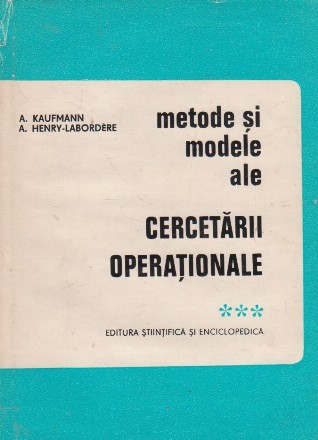 A. KAUFMANN
A. HENRY-LABORDÈRE
metode și
modele
ale
CERCETĂRII
OPERAȚIONALE
***
EDITURA ȘTIINȚIFICĂ ȘI ENCICLOPEDICĂ